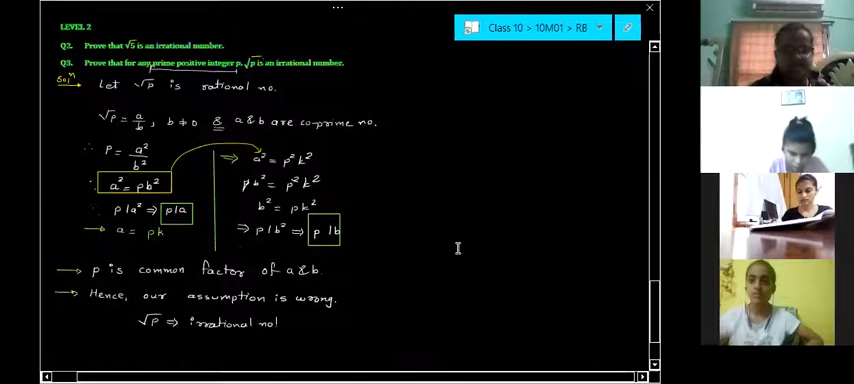 LEVEL 2
Class 10 > 10M01 > RB
Q2. Prove that √5 is an irrational number.
Q3. Prove that for any prime positive integer p, √p is an irrational number.
Solⁿ Let √p is rational no.
√p = a/b, b ≠ 0 & a & b are co-prime no.
∴ p = a²/b²
∴ a² = pb²
∴ p | a² ⇒ p | a
→ a = pk
⇒ a² = p²k²
pb² = p²k²
b² = pk²
⇒ p | b² ⇒ p | b
→ p is common factor of a & b.
→ Hence, our assumption is wrong.
√p ⇒ irrational no!